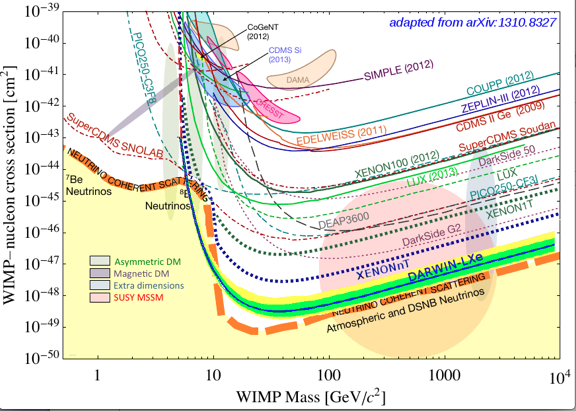 adapted from arXiv:1310.8327
10−39
10−40
10−41
10−42
10−43
10−44
10−45
10−46
10−47
10−48
10−49
10−50
WIMP−nucleon cross section [cm2]
CoGeNT
(2012)
CDMS Si
(2013)
DAMA
SIMPLE (2012)
CRESST
COUPP (2012)
ZEPLIN-III (2012)
CDMS II Ge (2009)
EDELWEISS (2011)
SuperCDMS Soudan
XENON100 (2012)
DarkSide 50
LUX (2013)
LUX
PICO250-CF3I
XENON1T
PICO250-C3F8
SuperCDMS SNOLAB
NEUTRINO COHERENT SCATTERING
7Be
Neutrinos
8B
Neutrinos
DEAP3600
DarkSide G2
XENONnT
DARWIN-LXe
NEUTRINO COHERENT SCATTERING
Atmospheric and DSNB Neutrinos
Asymmetric DM
Magnetic DM
Extra dimensions
SUSY MSSM
1
10
100
1000
104
WIMP Mass [GeV/c2]